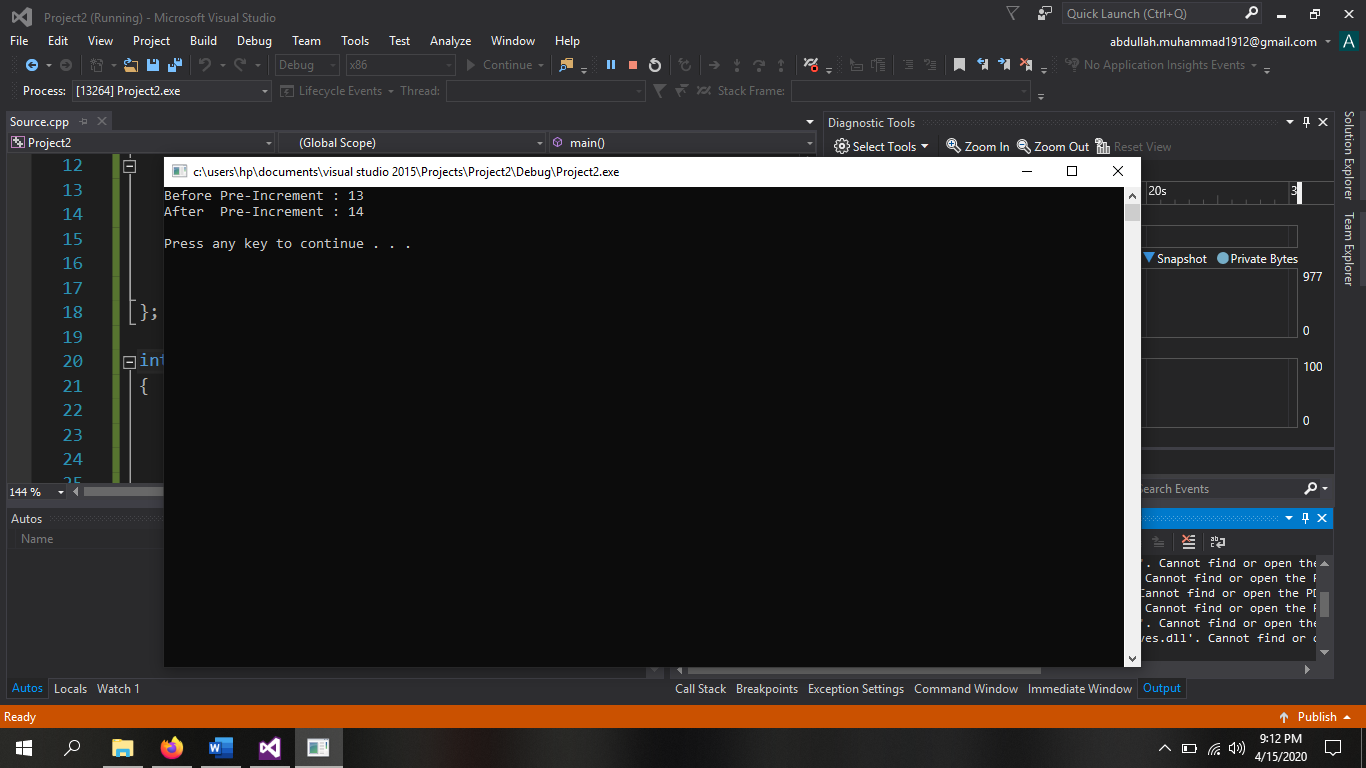 Project2 (Running) - Microsoft Visual Studio
Quick Launch (Ctrl+Q)
File Edit View Project Build Debug Team Tools Test Analyze Window Help
abdullah.muhammad1912@gmail.com A
Debug x86 Continue No Application Insights Events
Process: [13264] Project2.exe Lifecycle Events Thread: Stack Frame:
Source.cpp
Project2 (Global Scope) main()
12
13
14
15
16
17
18 };
19
20 int
21 {
22
23
24
25
144 %
c:\users\hp\documents\visual studio 2015\Projects\Project2\Debug\Project2.exe
Before Pre-Increment : 13
After  Pre-Increment : 14
Press any key to continue . . .
Diagnostic Tools
Select Tools Zoom In Zoom Out Reset View
20s 3
Snapshot Private Bytes
977
0
100
0
Search Events
Solution Explorer
Team Explorer
Autos
Name
'. Cannot find or open the
Cannot find or open the P
Cannot find or open the PD
Cannot find or open the P
'. Cannot find or open the
ves.dll'. Cannot find or o
Autos Locals Watch 1
Call Stack Breakpoints Exception Settings Command Window Immediate Window Output
Ready
Publish
9:12 PM
4/15/2020